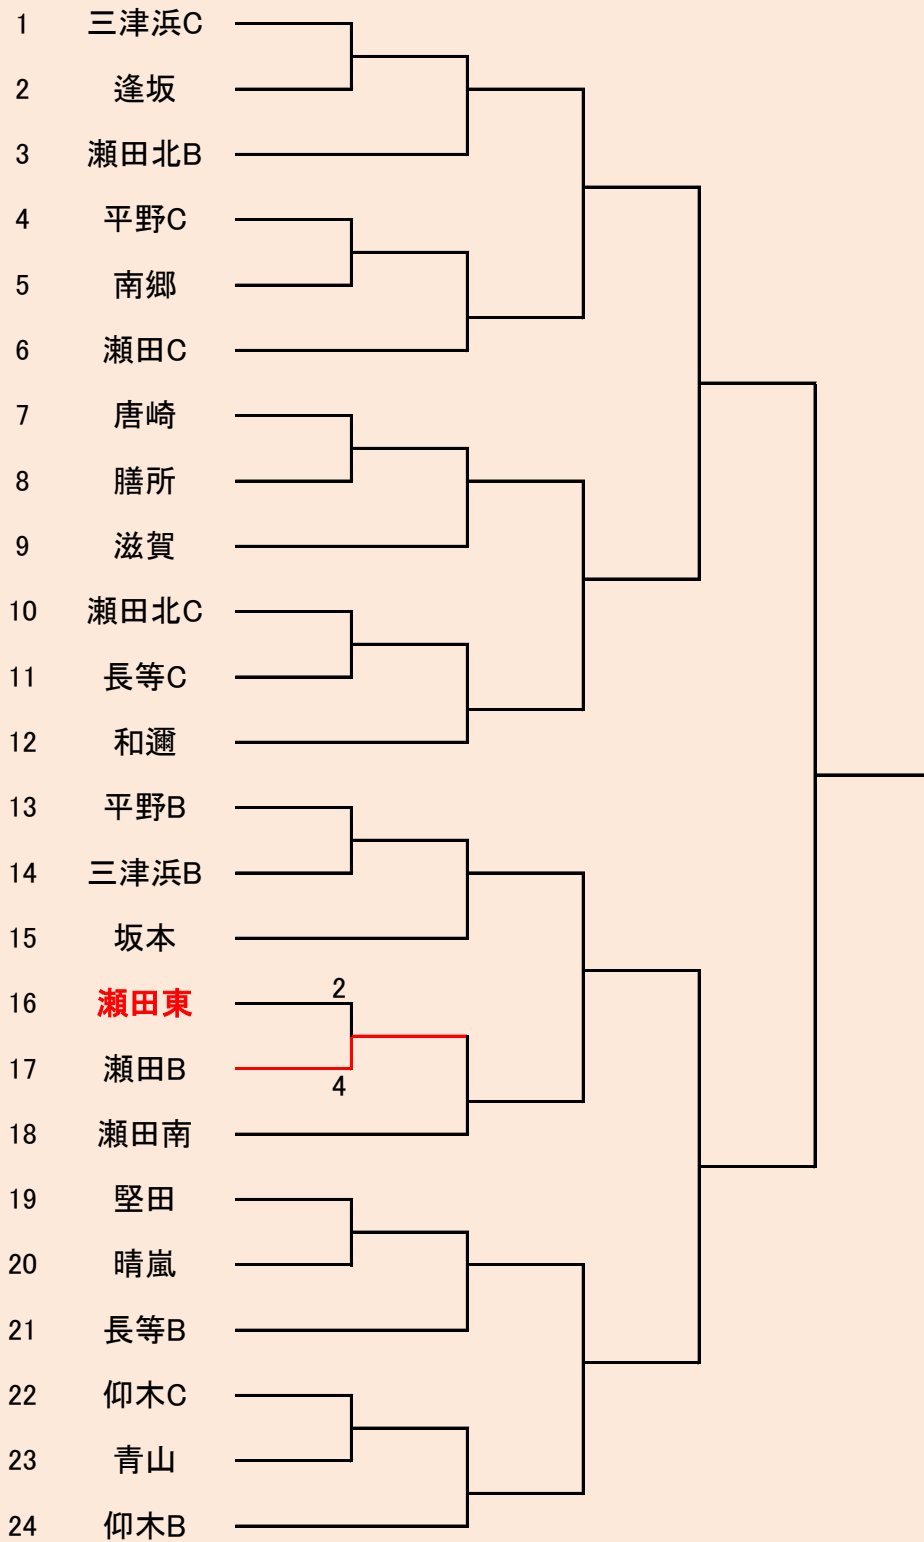 1 三津浜C
2 逢坂
3 瀬田北B
4 平野C
5 南郷
6 瀬田C
7 唐崎
8 膳所
9 滋賀
10 瀬田北C
11 長等C
12 和邇
13 平野B
14 三津浜B
15 坂本
16 瀬田東 2
17 瀬田B 4
18 瀬田南
19 堅田
20 晴嵐
21 長等B
22 仰木C
23 青山
24 仰木B